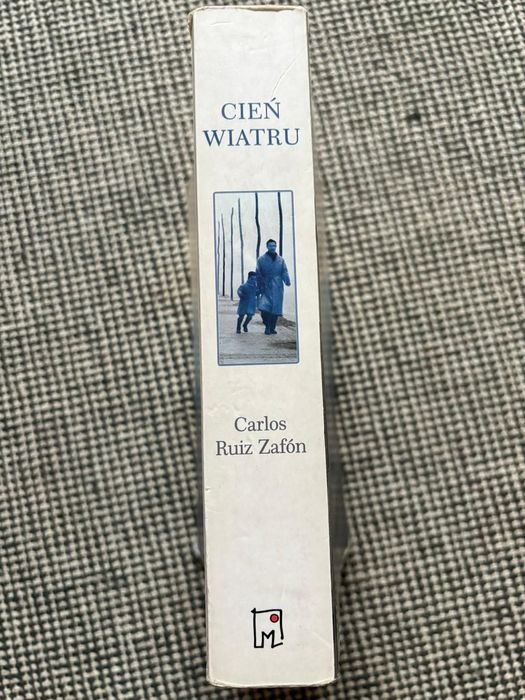 CIEŃ
WIATRU
Carlos
Ruiz Zafón
M